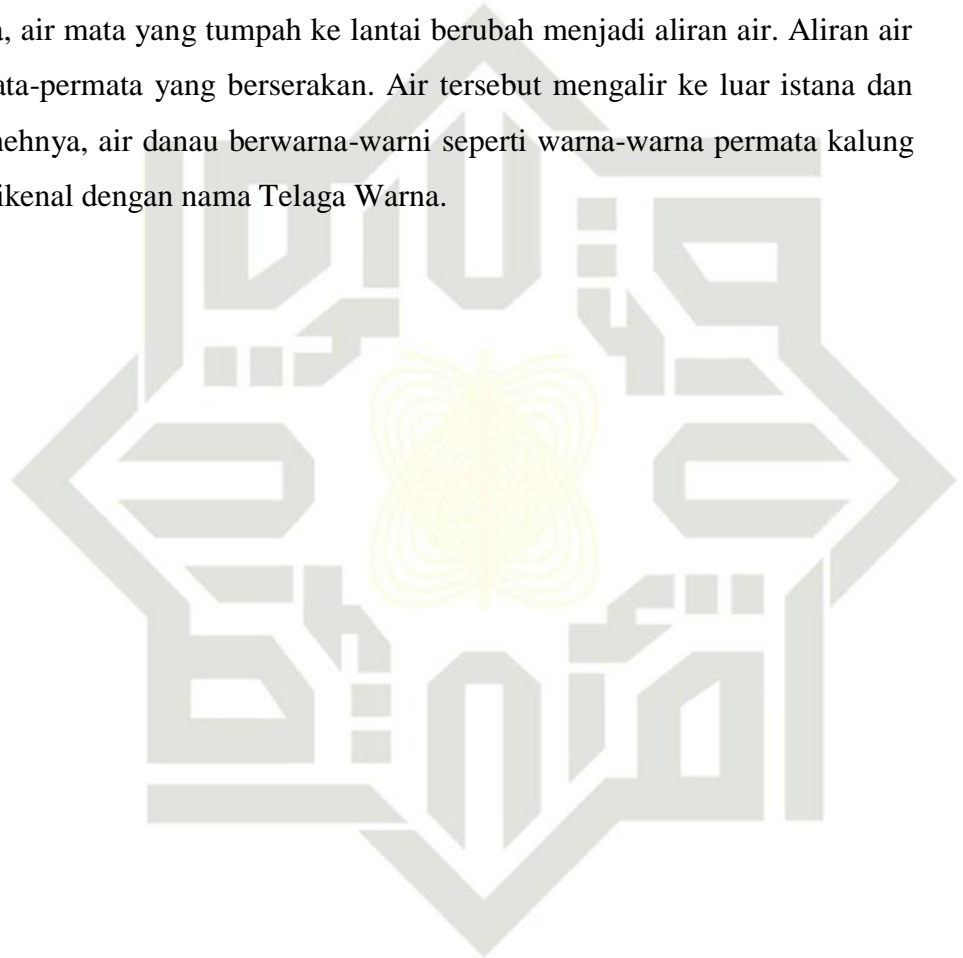 , air mata yang tumpah ke lantai berubah menjadi aliran air. Aliran air
ata-permata yang berserakan. Air tersebut mengalir ke luar istana dan
nehnya, air danau berwarna-warni seperti warna-warna permata kalung
ikenal dengan nama Telaga Warna.